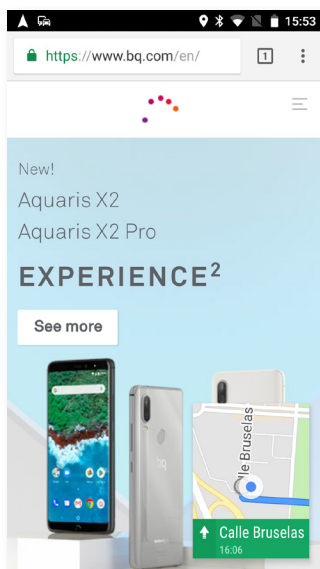 15:53
https://www.bq.com/en/
1
New!
Aquaris X2
Aquaris X2 Pro
EXPERIENCE²
See more
bq
Calle Bruselas
Calle Bruselas
16:06